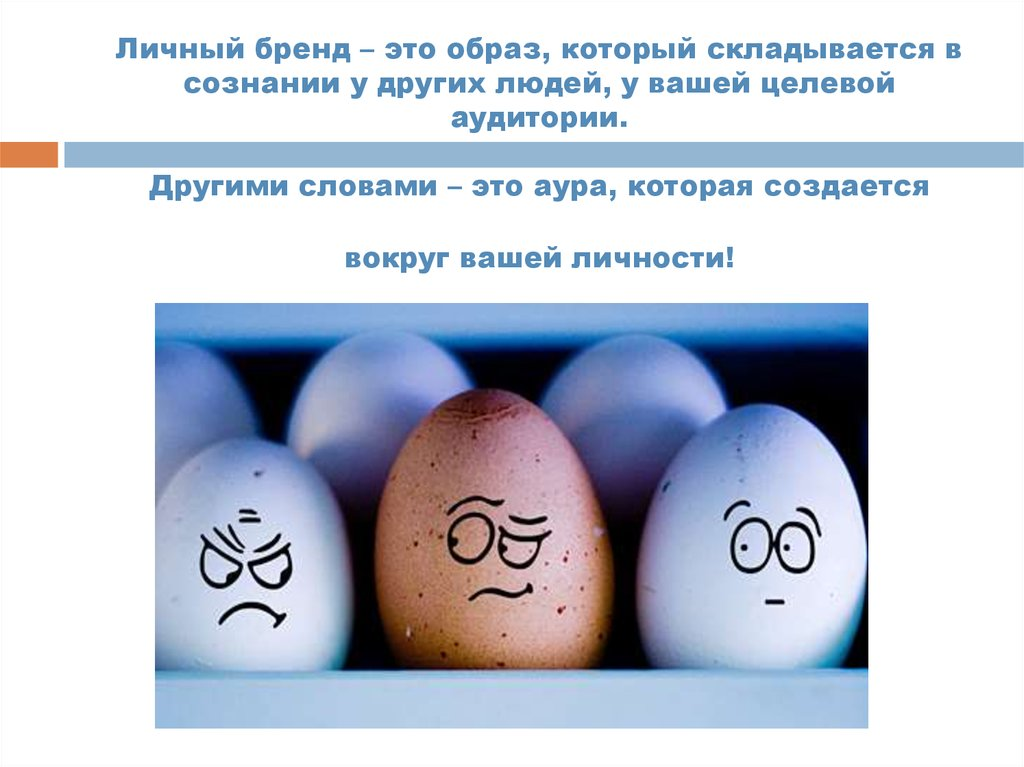 Личный бренд – это образ, который складывается в
сознании у других людей, у вашей целевой
аудитории.
Другими словами – это аура, которая создается
вокруг вашей личности!